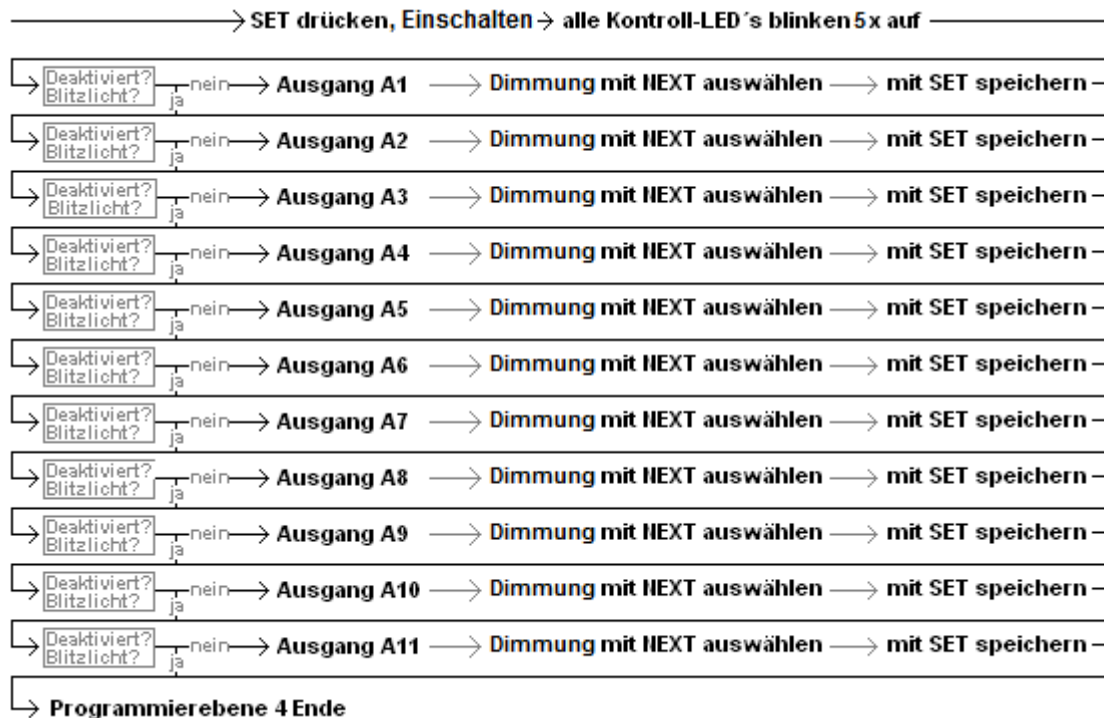 SET drücken, Einschalten → alle Kontroll-LED´s blinken 5x auf
Deaktiviert? Blitzlicht? nein ja → Ausgang A1 → Dimmung mit NEXT auswählen → mit SET speichern
Deaktiviert? Blitzlicht? nein ja → Ausgang A2 → Dimmung mit NEXT auswählen → mit SET speichern
Deaktiviert? Blitzlicht? nein ja → Ausgang A3 → Dimmung mit NEXT auswählen → mit SET speichern
Deaktiviert? Blitzlicht? nein ja → Ausgang A4 → Dimmung mit NEXT auswählen → mit SET speichern
Deaktiviert? Blitzlicht? nein ja → Ausgang A5 → Dimmung mit NEXT auswählen → mit SET speichern
Deaktiviert? Blitzlicht? nein ja → Ausgang A6 → Dimmung mit NEXT auswählen → mit SET speichern
Deaktiviert? Blitzlicht? nein ja → Ausgang A7 → Dimmung mit NEXT auswählen → mit SET speichern
Deaktiviert? Blitzlicht? nein ja → Ausgang A8 → Dimmung mit NEXT auswählen → mit SET speichern
Deaktiviert? Blitzlicht? nein ja → Ausgang A9 → Dimmung mit NEXT auswählen → mit SET speichern
Deaktiviert? Blitzlicht? nein ja → Ausgang A10 → Dimmung mit NEXT auswählen → mit SET speichern
Deaktiviert? Blitzlicht? nein ja → Ausgang A11 → Dimmung mit NEXT auswählen → mit SET speichern
Programmierebene 4 Ende